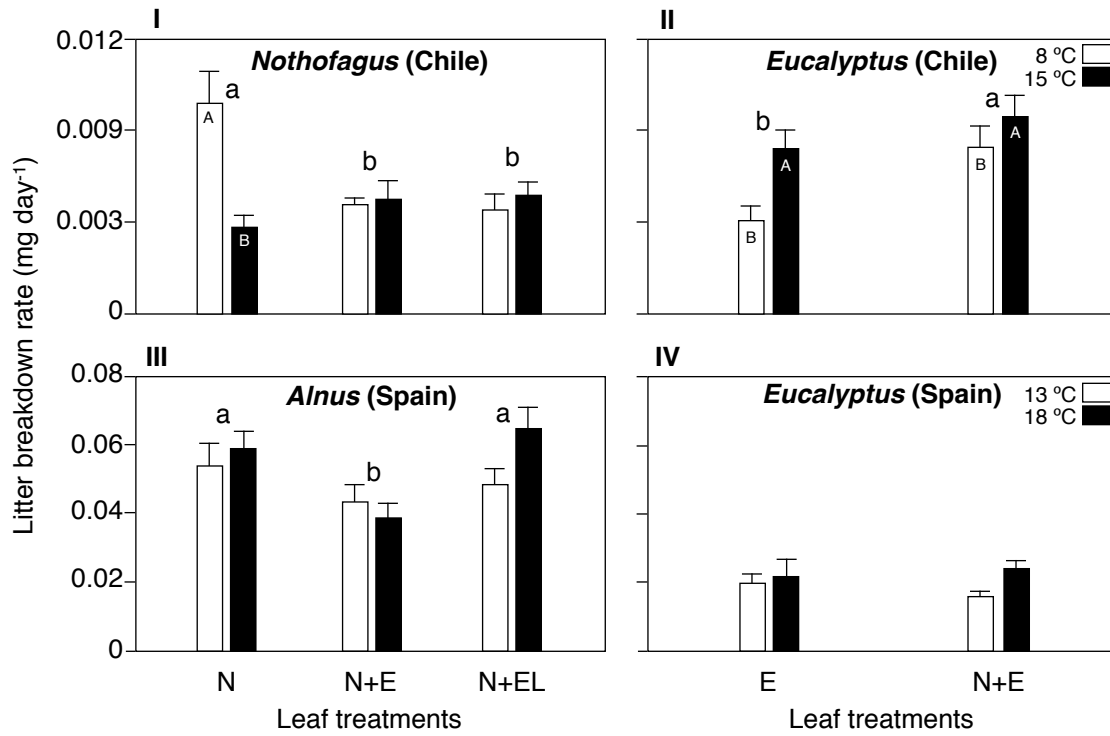 I
II
0.012
Nothofagus (Chile)
Eucalyptus (Chile)
8 ºC
15 ºC
a
A
B
b
b
b
B
A
a
B
A
0.009
0.003
0
Litter breakdown rate (mg day-1)
III
IV
0.08
Alnus (Spain)
Eucalyptus (Spain)
13 ºC
18 ºC
a
b
a
0.06
0.04
0.02
0
N
N+E
N+EL
E
N+E
Leaf treatments
Leaf treatments